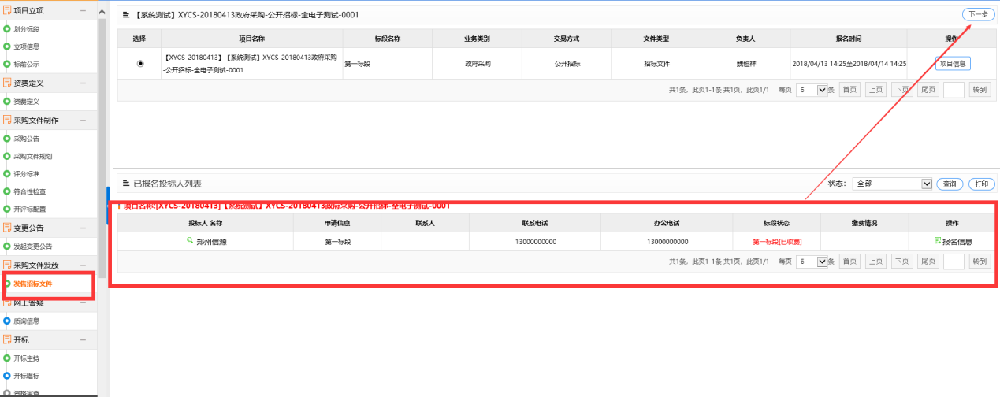 项目立项
划分标段
立项信息
标前公示
资费定义
资费定义
采购文件制作
采购公告
采购文件规划
评分标准
符合性检查
开评标配置
变更公告
发起变更公告
采购文件发放
发售招标文件
网上答疑
质询信息
开标
开标主持
开标唱标
资格审查
【系统测试】XYCS-20180413政府采购-公开招标-全电子测试-0001
下一步
选择 项目名称 标段名称 业务类别 交易方式 文件类型 负责人 报名时间 操作
【XYCS-20180413】【系统测试】XYCS-20180413政府采购
-公开招标-全电子测试-0001
第一标段 政府采购 公开招标 招标文件 魏恒样 2018/04/13 14:25至2018/04/14 14:25 项目信息
共1条, 此页1-1条 共1页, 此页1/1 每页 5 条 首页 上页 下页 尾页 转到
已报名投标人列表
状态: 全部 查询 打印
项目名称:[XYCS-20180413]【系统测试】XYCS-20180413政府采购-公开招标-全电子测试-0001
投标人 名称 申请信息 联系人 联系电话 办公电话 标段状态 缴费情况 操作
郑州信源 第一标段 13000000000 13000000000 第一标段[已收费] 报名信息
共1条, 此页1-1条 共1页, 此页1/1 每页 5 条 首页 上页 下页 尾页 转到